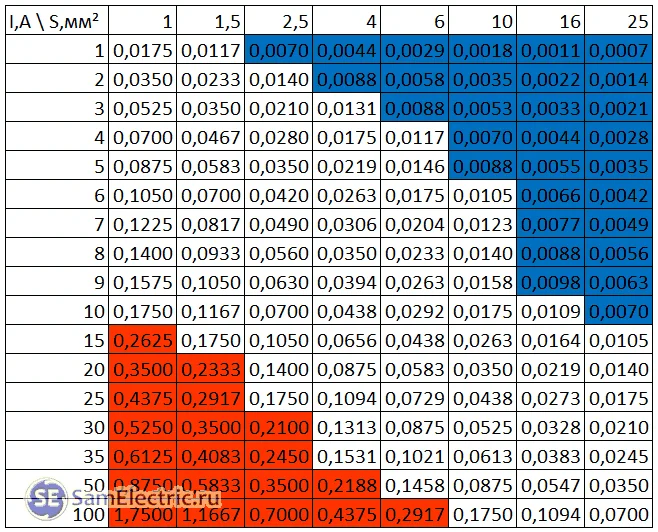 I,A \ S,мм² 1 1,5 2,5 4 6 10 16 25
1 0,0175 0,0117 0,0070 0,0044 0,0029 0,0018 0,0011 0,0007
2 0,0350 0,0233 0,0140 0,0088 0,0058 0,0035 0,0022 0,0014
3 0,0525 0,0350 0,0210 0,0131 0,0088 0,0053 0,0033 0,0021
4 0,0700 0,0467 0,0280 0,0175 0,0117 0,0070 0,0044 0,0028
5 0,0875 0,0583 0,0350 0,0219 0,0146 0,0088 0,0055 0,0035
6 0,1050 0,0700 0,0420 0,0263 0,0175 0,0105 0,0066 0,0042
7 0,1225 0,0817 0,0490 0,0306 0,0204 0,0123 0,0077 0,0049
8 0,1400 0,0933 0,0560 0,0350 0,0233 0,0140 0,0088 0,0056
9 0,1575 0,1050 0,0630 0,0394 0,0263 0,0158 0,0098 0,0063
10 0,1750 0,1167 0,0700 0,0438 0,0292 0,0175 0,0109 0,0070
15 0,2625 0,1750 0,1050 0,0656 0,0438 0,0263 0,0164 0,0105
20 0,3500 0,2333 0,1400 0,0875 0,0583 0,0350 0,0219 0,0140
25 0,4375 0,2917 0,1750 0,1094 0,0729 0,0438 0,0273 0,0175
30 0,5250 0,3500 0,2100 0,1313 0,0875 0,0525 0,0328 0,0210
35 0,6125 0,4083 0,2450 0,1531 0,1021 0,0613 0,0383 0,0245
50 0,8750 0,5833 0,3500 0,2188 0,1458 0,0875 0,0547 0,0350
SE SamElectric.ru
100 1,7500 1,1667 0,7000 0,4375 0,2917 0,1750 0,1094 0,0700